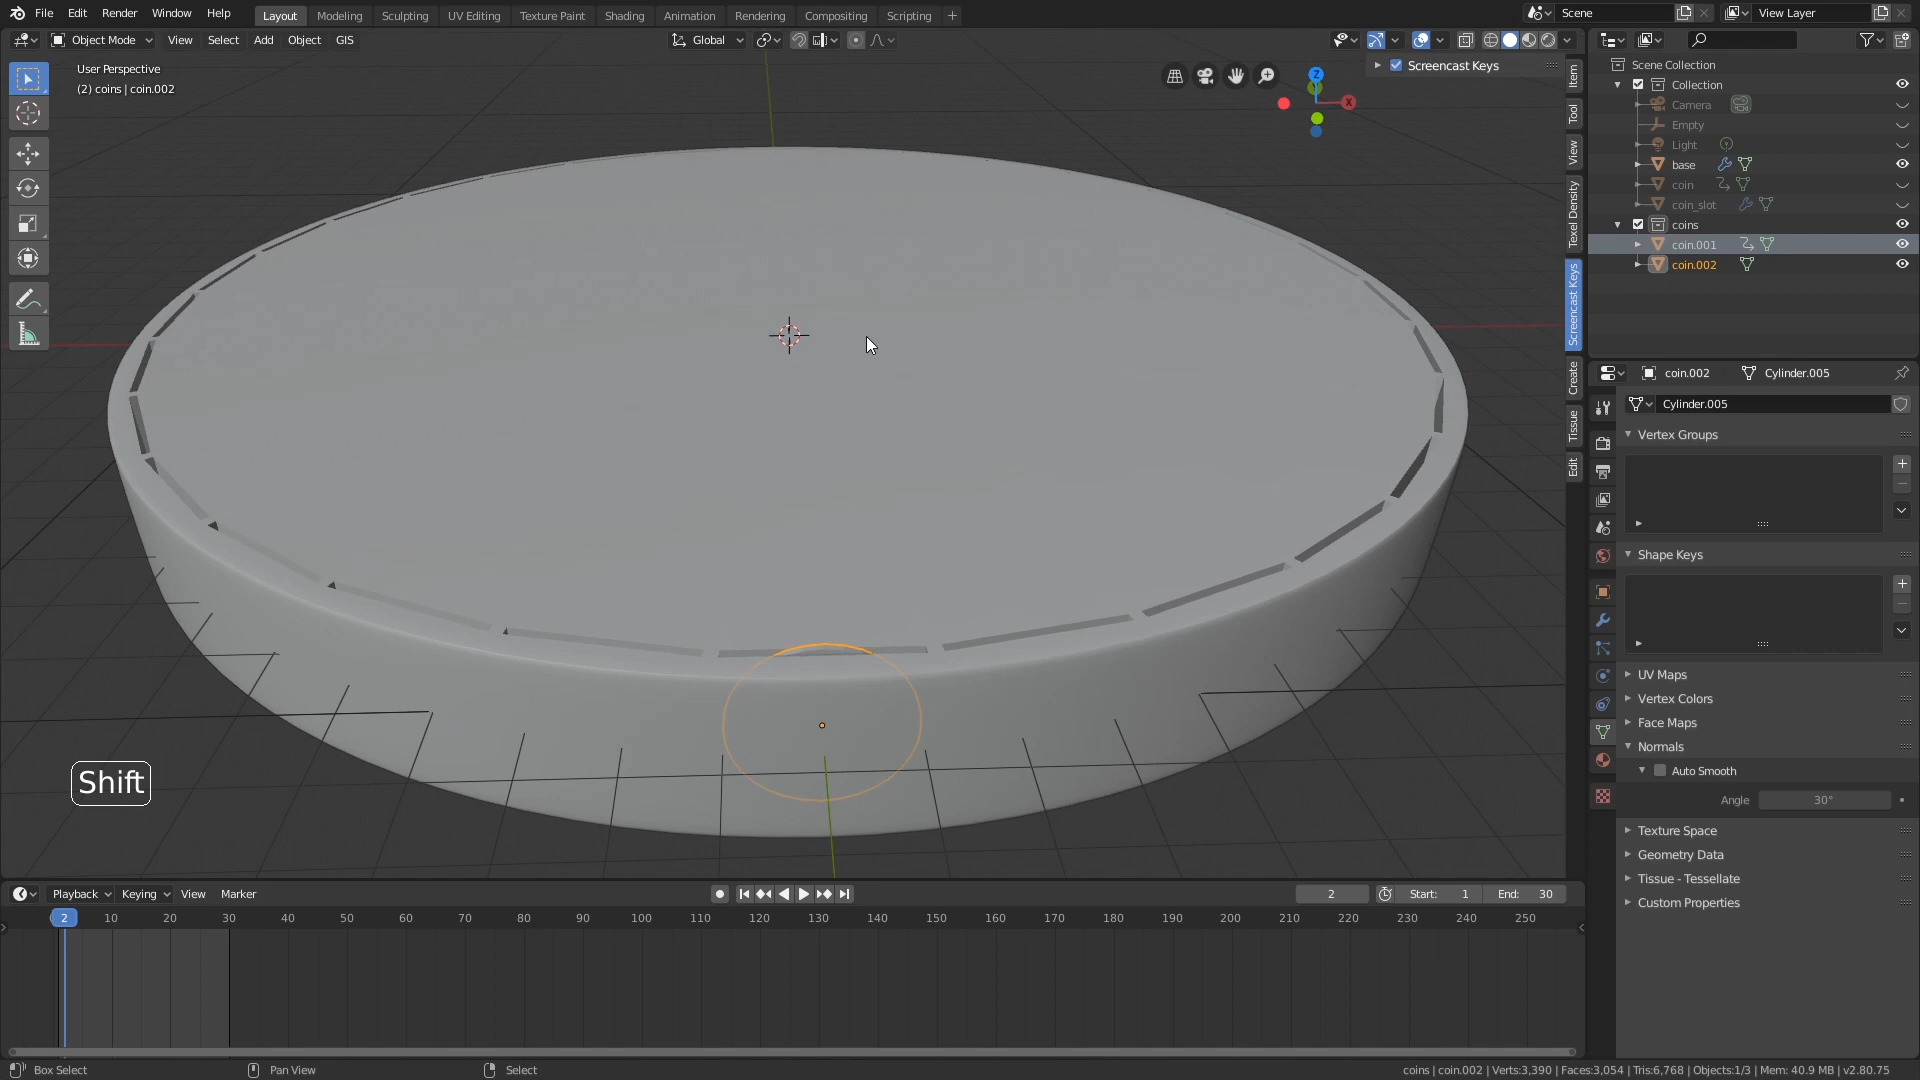 File Edit Render Window Help Layout Modeling Sculpting UV Editing Texture Paint Shading Animation Rendering Compositing Scripting + Scene View Layer
Object Mode View Select Add Object GIS Global
User Perspective
(2) coins | coin.002
Screencast Keys
Z
X
Item
Tool
View
Texel Density
Screencast Keys
Create
Tissue
Edit
Shift
Scene Collection
Collection
Camera
Empty
Light
base
coin
coin_slot
coins
coin.001
coin.002
coin.002 Cylinder.005
Cylinder.005
Vertex Groups
Shape Keys
UV Maps
Vertex Colors
Face Maps
Normals
Auto Smooth
Angle 30°
Texture Space
Geometry Data
Tissue - Tessellate
Custom Properties
Playback Keying View Marker 2 Start: 1 End: 30
2 10 20 30 40 50 60 70 80 90 100 110 120 130 140 150 160 170 180 190 200 210 220 230 240 250
Box Select Pan View Select coins | coin.002 | Verts:3,390 | Faces:3,054 | Tris:6,768 | Objects:1/3 | Mem: 40.9 MB | v2.80.75